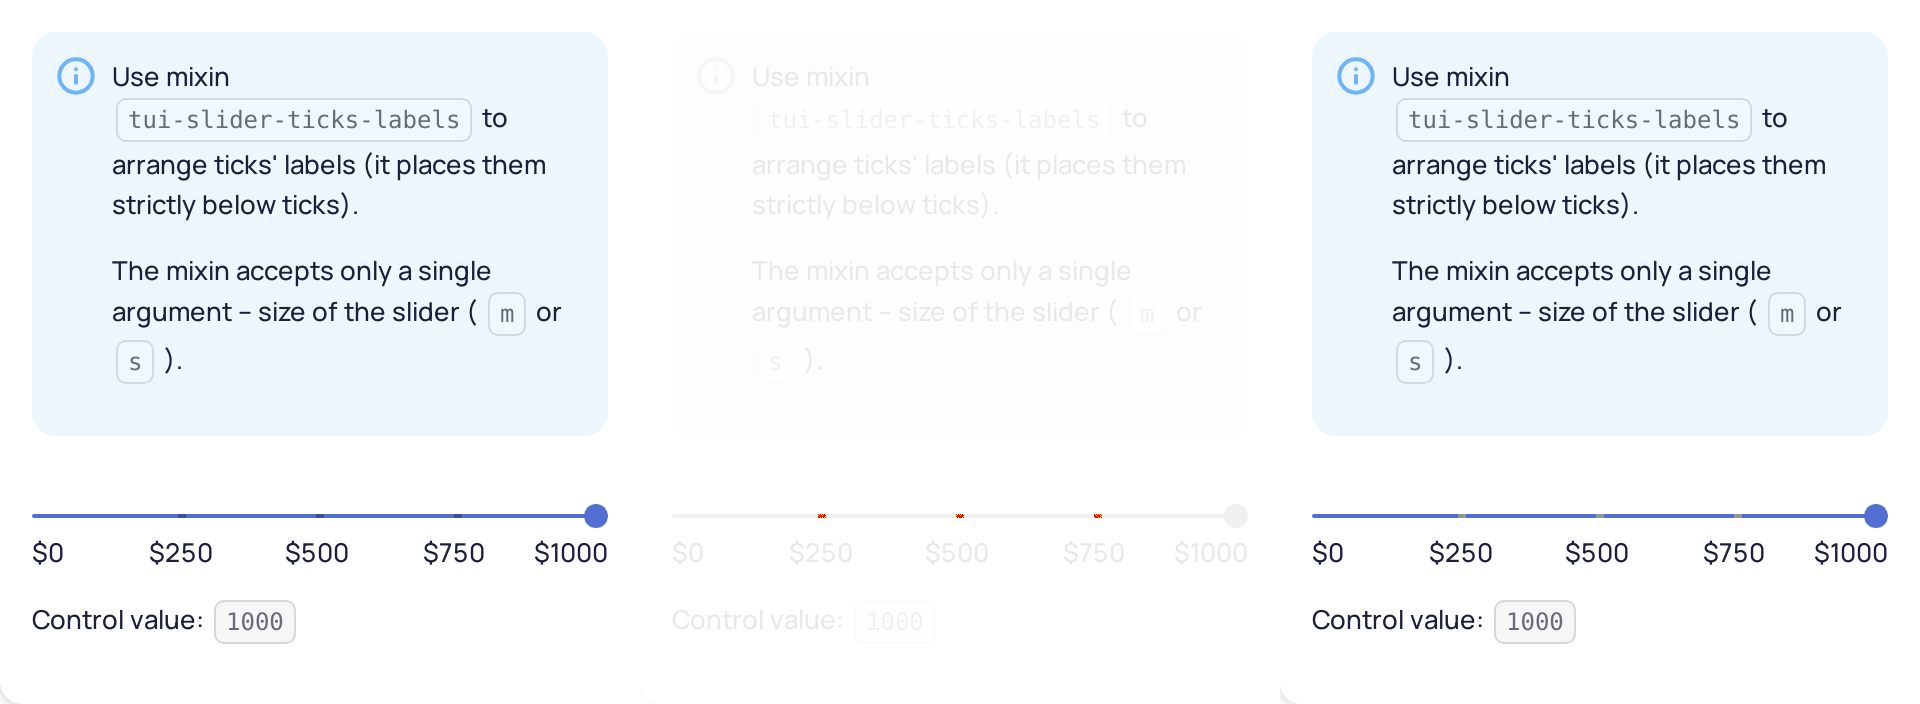 Use mixin
tui-slider-ticks-labels to
arrange ticks' labels (it places them
strictly below ticks).
The mixin accepts only a single
argument – size of the slider ( m or
s ).
$0 $250 $500 $750 $1000
Control value: 1000
Use mixin
tui-slider-ticks-labels to
arrange ticks' labels (it places them
strictly below ticks).
The mixin accepts only a single
argument – size of the slider ( m or
s ).
$0 $250 $500 $750 $1000
Control value: 1000
Use mixin
tui-slider-ticks-labels to
arrange ticks' labels (it places them
strictly below ticks).
The mixin accepts only a single
argument – size of the slider ( m or
s ).
$0 $250 $500 $750 $1000
Control value: 1000